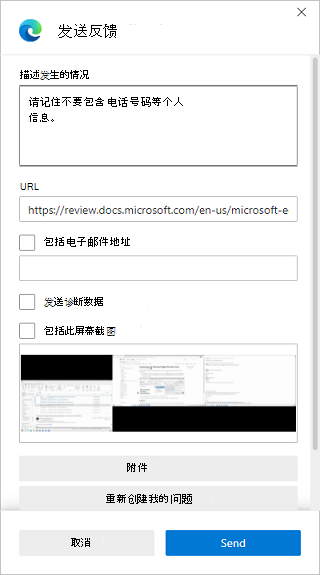 发送反馈
描述发生的情况
请记住不要包含电话号码等个人
信息。
URL
https://review.docs.microsoft.com/en-us/microsoft-e
包括电子邮件地址
发送诊断数据
包括此屏幕截图
附件
重新创建我的问题
取消
Send